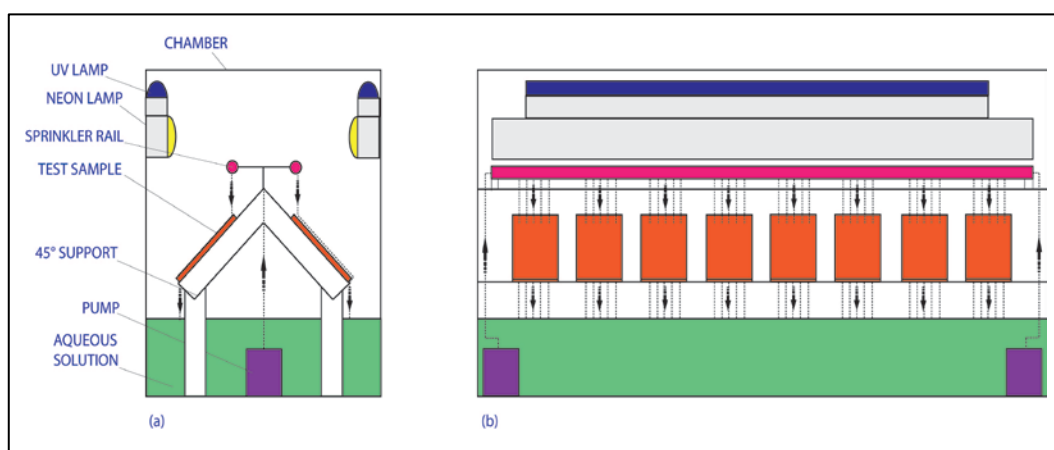 CHAMBER
UV LAMP
NEON LAMP
SPRINKLER RAIL
TEST SAMPLE
45° SUPPORT
PUMP
AQUEOUS
SOLUTION
(a)
(b)